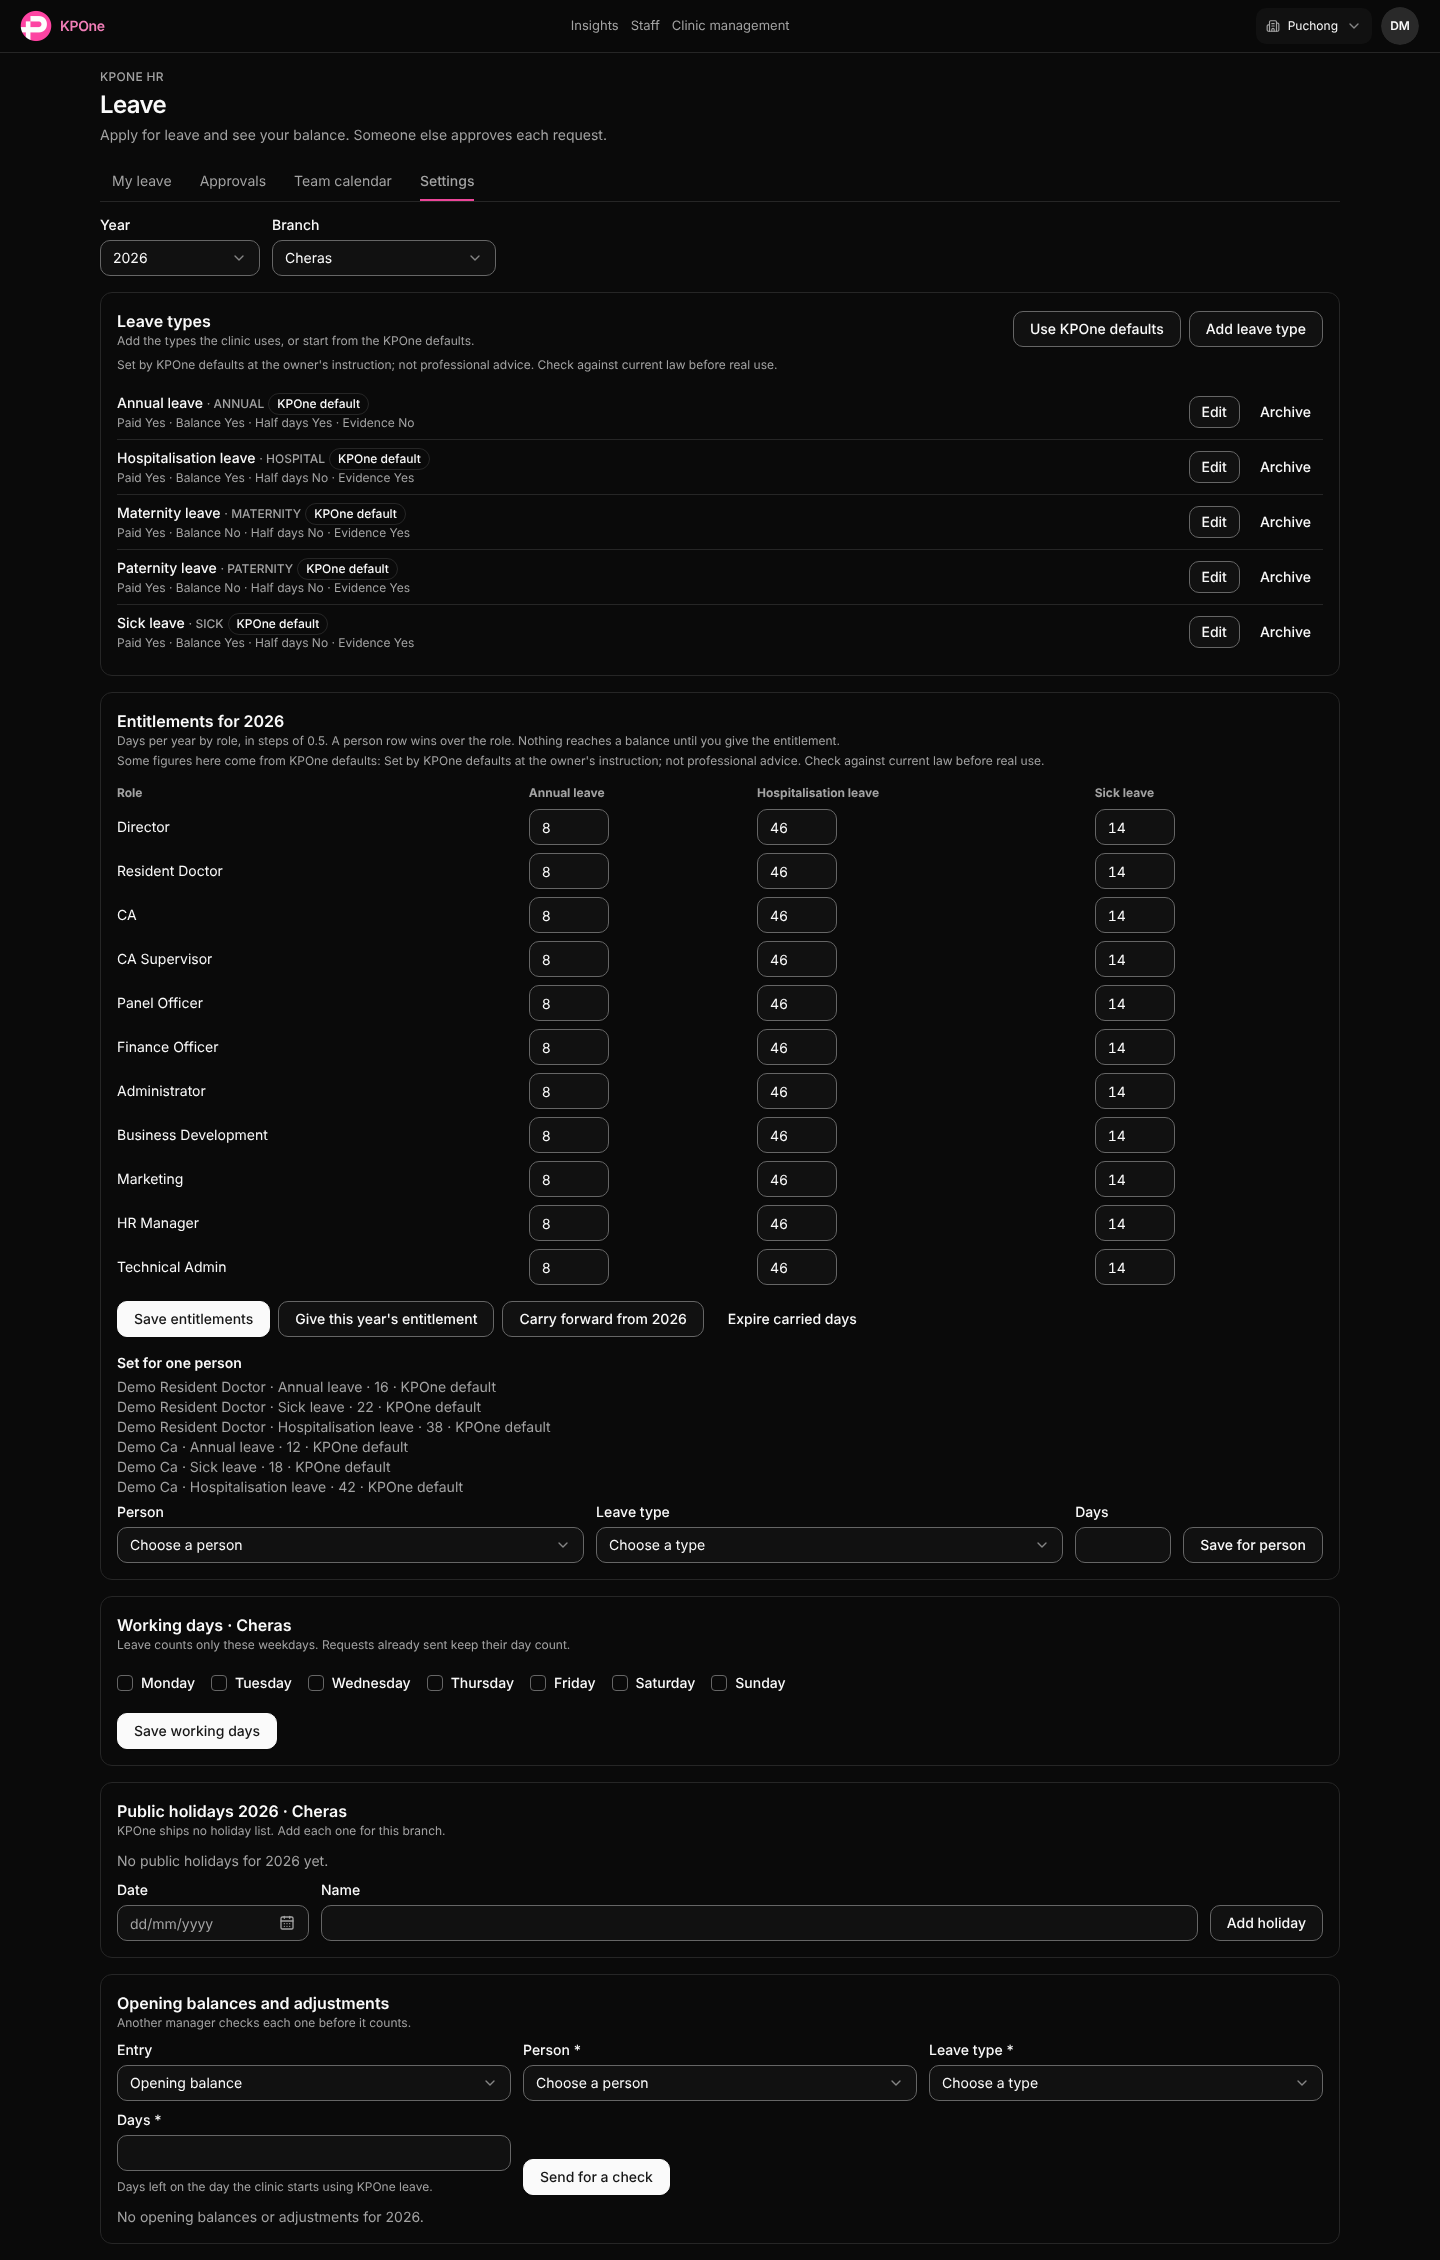 KPOne
Insights Staff Clinic management
Puchong
DM
KPONE HR
Leave
Apply for leave and see your balance. Someone else approves each request.
My leave Approvals Team calendar Settings
Year Branch
2026 Cheras
Leave types
Add the types the clinic uses, or start from the KPOne defaults.
Use KPOne defaults Add leave type
Set by KPOne defaults at the owner's instruction; not professional advice. Check against current law before real use.
Annual leave · ANNUAL KPOne default
Paid Yes · Balance Yes · Half days Yes · Evidence No
Edit Archive
Hospitalisation leave · HOSPITAL KPOne default
Paid Yes · Balance Yes · Half days No · Evidence Yes
Edit Archive
Maternity leave · MATERNITY KPOne default
Paid Yes · Balance No · Half days No · Evidence Yes
Edit Archive
Paternity leave · PATERNITY KPOne default
Paid Yes · Balance No · Half days No · Evidence Yes
Edit Archive
Sick leave · SICK KPOne default
Paid Yes · Balance Yes · Half days No · Evidence Yes
Edit Archive
Entitlements for 2026
Days per year by role, in steps of 0.5. A person row wins over the role. Nothing reaches a balance until you give the entitlement.
Some figures here come from KPOne defaults: Set by KPOne defaults at the owner's instruction; not professional advice. Check against current law before real use.
Role Annual leave Hospitalisation leave Sick leave
Director 8 46 14
Resident Doctor 8 46 14
CA 8 46 14
CA Supervisor 8 46 14
Panel Officer 8 46 14
Finance Officer 8 46 14
Administrator 8 46 14
Business Development 8 46 14
Marketing 8 46 14
HR Manager 8 46 14
Technical Admin 8 46 14
Save entitlements Give this year's entitlement Carry forward from 2026 Expire carried days
Set for one person
Demo Resident Doctor · Annual leave · 16 · KPOne default
Demo Resident Doctor · Sick leave · 22 · KPOne default
Demo Resident Doctor · Hospitalisation leave · 38 · KPOne default
Demo Ca · Annual leave · 12 · KPOne default
Demo Ca · Sick leave · 18 · KPOne default
Demo Ca · Hospitalisation leave · 42 · KPOne default
Person Leave type Days
Choose a person Choose a type Save for person
Working days · Cheras
Leave counts only these weekdays. Requests already sent keep their day count.
Monday Tuesday Wednesday Thursday Friday Saturday Sunday
Save working days
Public holidays 2026 · Cheras
KPOne ships no holiday list. Add each one for this branch.
No public holidays for 2026 yet.
Date Name
dd/mm/yyyy Add holiday
Opening balances and adjustments
Another manager checks each one before it counts.
Entry Person * Leave type *
Opening balance Choose a person Choose a type
Days *
Send for a check
Days left on the day the clinic starts using KPOne leave.
No opening balances or adjustments for 2026.